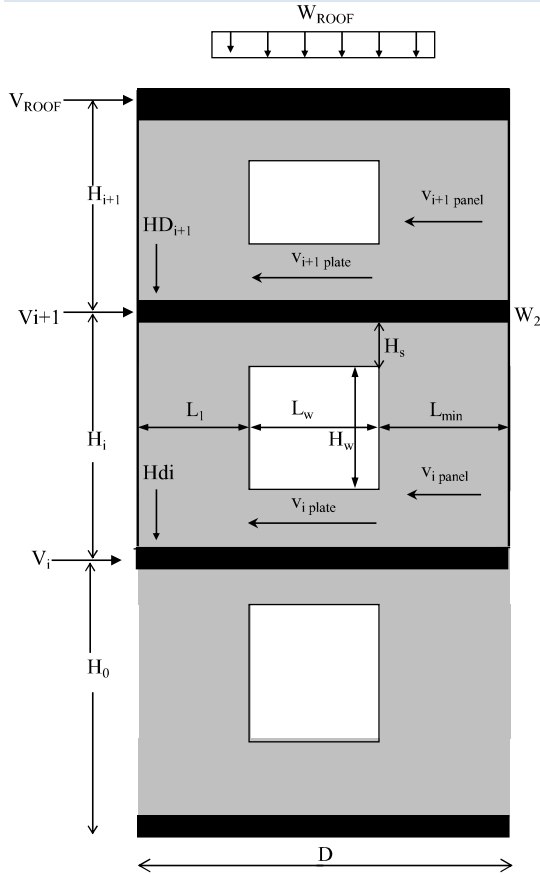 W_ROOF
V_ROOF
H_i+1
v_i+1 panel
HD_i+1
v_i+1 plate
Vi+1
W_2
H_s
L_1
L_w
L_min
H_i
H_w
Hdi
v_i panel
v_i plate
V_i
H_0
D